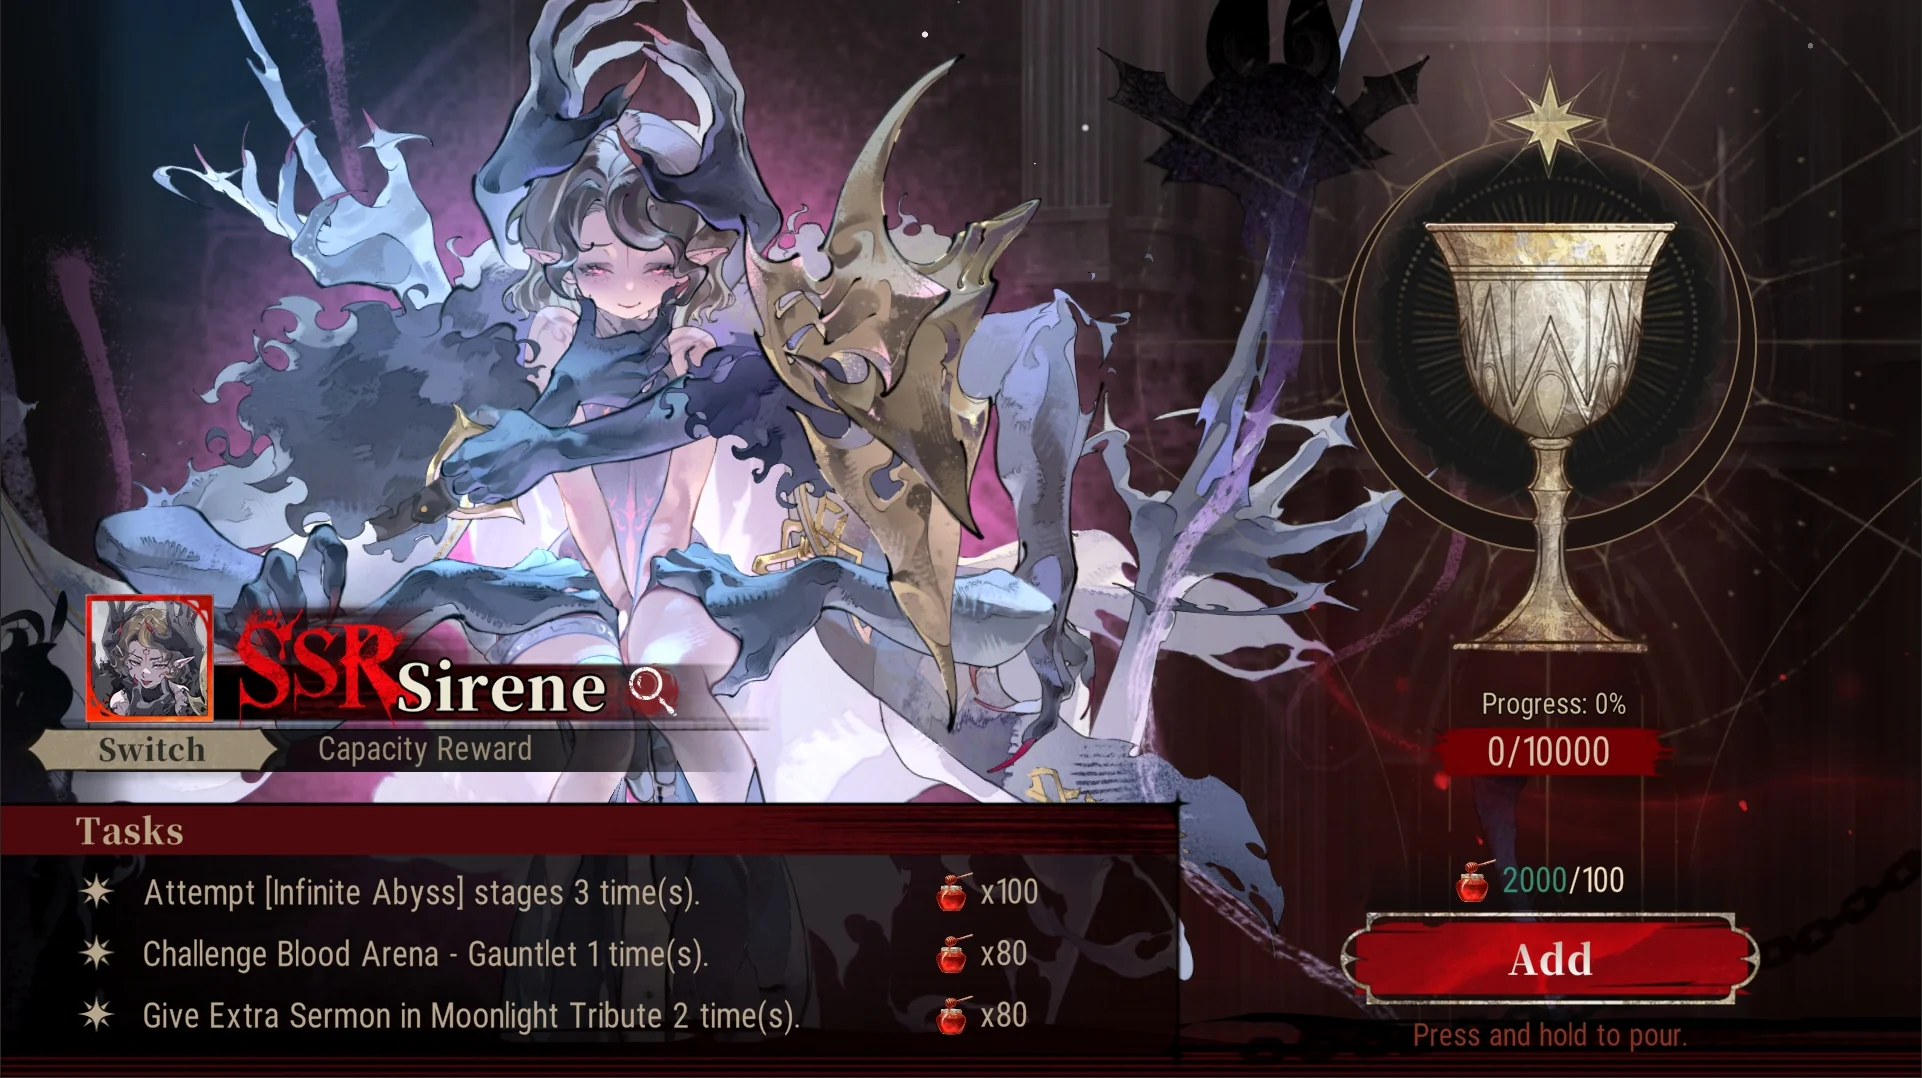 SSR Sirene
Switch
Capacity Reward
Tasks
Attempt [Infinite Abyss] stages 3 time(s).
x100
Challenge Blood Arena - Gauntlet 1 time(s).
x80
Give Extra Sermon in Moonlight Tribute 2 time(s).
x80
Progress: 0%
0/10000
2000/100
Add
Press and hold to pour.